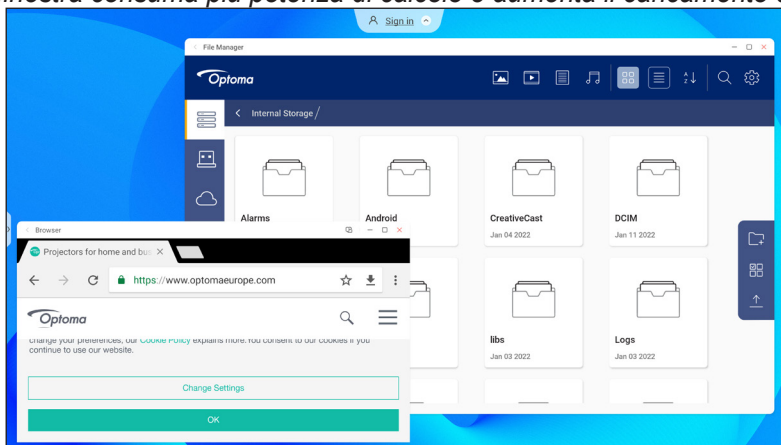 nestra consuma più potenza di calcolo e aumenta il caricamento
Sign in
File Manager
Optoma
Internal Storage /
Alarms
Android
CreativeCast
Jan 04 2022
DCIM
Jan 11 2022
Browser
Projectors for home and bus
https://www.optomaeurope.com
Optoma
change your preferences, our Cookie Policy explains more. You consent to our cookies if you
continue to use our website.
Change Settings
OK
libs
Jan 03 2022
Logs
Jan 03 2022